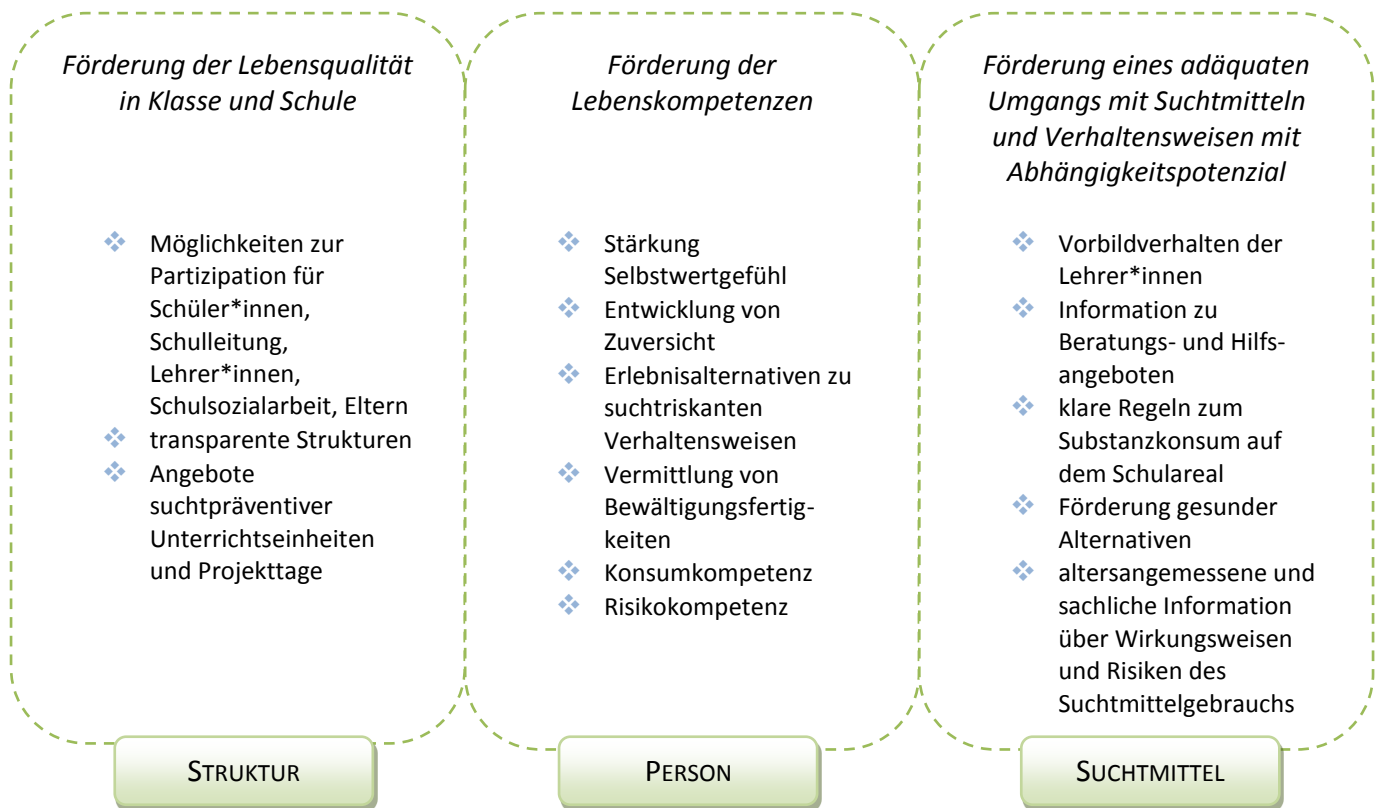 Förderung der Lebensqualität
in Klasse und Schule
Möglichkeiten zur
Partizipation für
Schüler*innen,
Schulleitung,
Lehrer*innen,
Schulsozialarbeit, Eltern
transparente Strukturen
Angebote
suchtpräventiver
Unterrichtseinheiten
und Projekttage
STRUKTUR
Förderung der
Lebenskompetenzen
Stärkung
Selbstwertgefühl
Entwicklung von
Zuversicht
Erlebnisalternativen zu
suchtriskanten
Verhaltensweisen
Vermittlung von
Bewältigungsfertig-
keiten
Konsumkompetenz
Risikokompetenz
PERSON
Förderung eines adäquaten
Umgangs mit Suchtmitteln
und Verhaltensweisen mit
Abhängigkeitspotenzial
Vorbildverhalten der
Lehrer*innen
Information zu
Beratungs- und Hilfs-
angeboten
klare Regeln zum
Substanzkonsum auf
dem Schulareal
Förderung gesunder
Alternativen
altersangemessene und
sachliche Information
über Wirkungsweisen
und Risiken des
Suchtmittelgebrauchs
SUCHTMITTEL